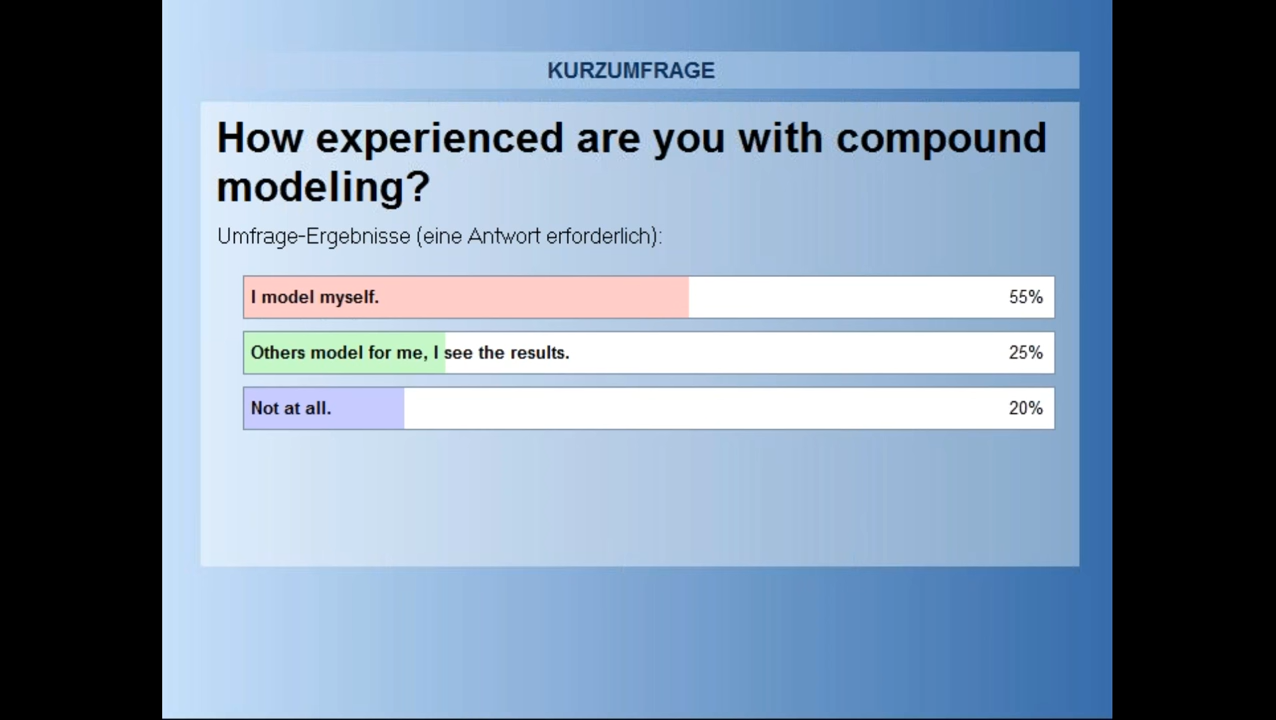 KURZUMFRAGE
How experienced are you with compound
modeling?
Umfrage-Ergebnisse (eine Antwort erforderlich):
I model myself. 55%
Others model for me, I see the results. 25%
Not at all. 20%